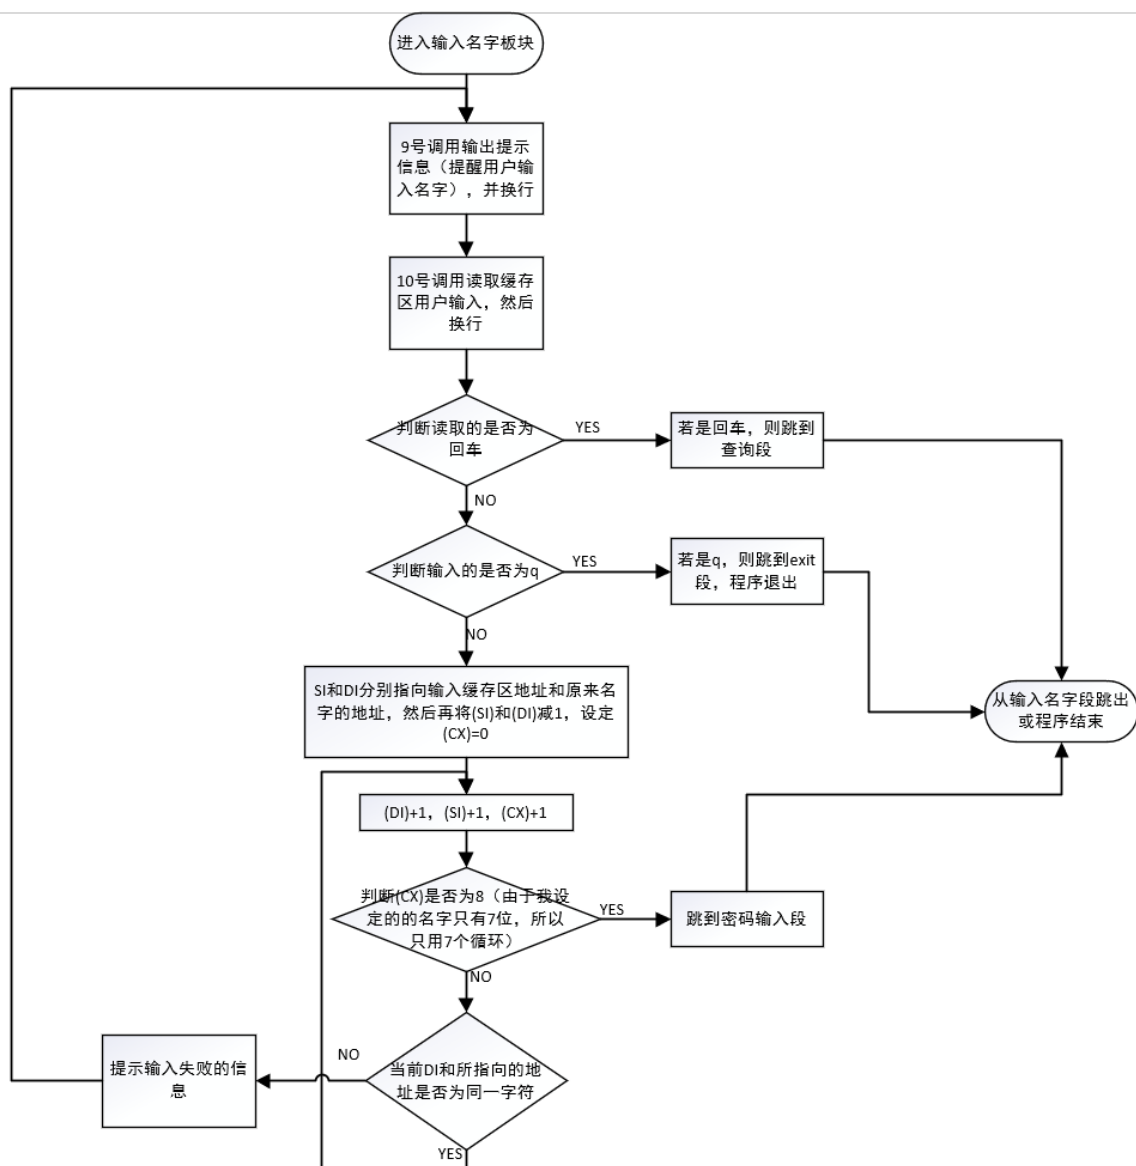 进入输入名字板块
9号调用输出提示
信息（提醒用户输
入名字），并换行
10号调用读取缓存
区用户输入，然后
换行
判断读取的是否为
回车
YES
若是回车，则跳到
查询段
NO
判断输入的是否为q
YES
若是q，则跳到exit
段，程序退出
NO
SI和DI分别指向输入缓存区地址和原来名
字的地址，然后再将(SI)和(DI)减1，设定
(CX)=0
从输入名字段跳出
或程序结束
(DI)+1，(SI)+1，(CX)+1
判断(CX)是否为8（由于我设
定的的名字只有7位，所以
只用7个循环）
YES
跳到密码输入段
NO
当前DI和所指向的地
址是否为同一字符
NO
提示输入失败的信
息
YES